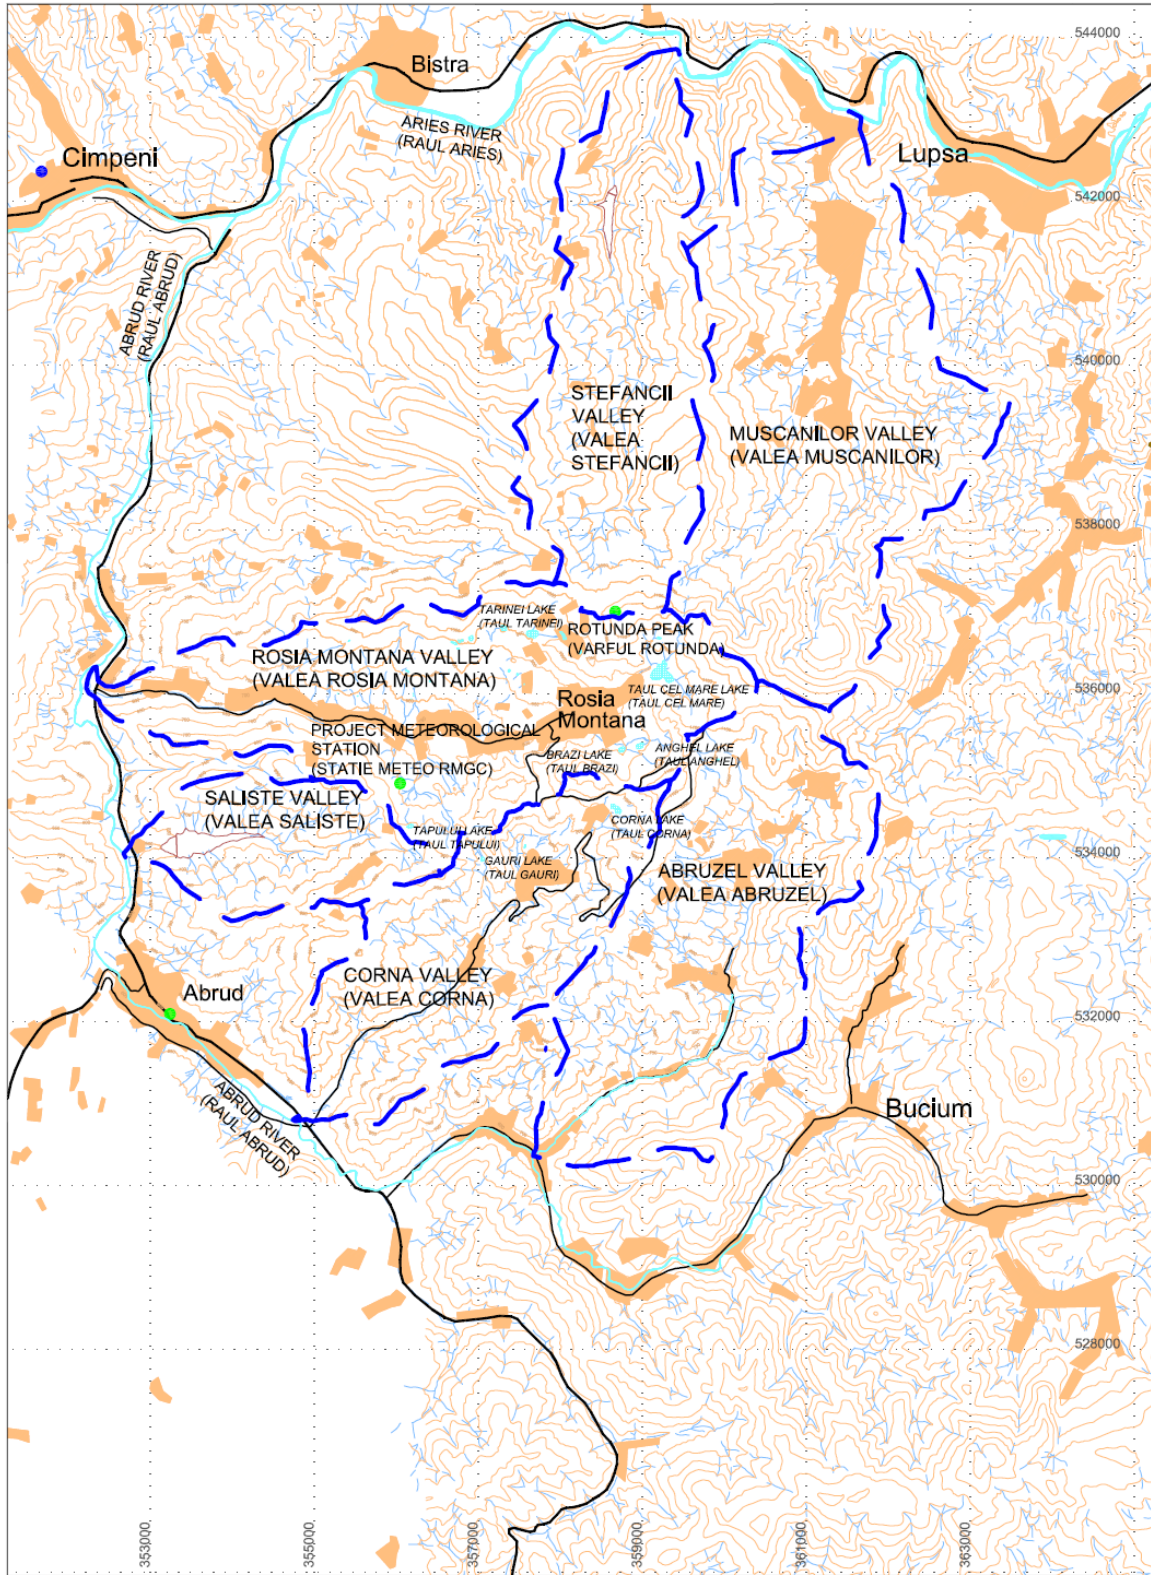 544000
Bistra
ARIES RIVER
(RAUL ARIES)
Cimpeni
Lupsa
542000
ABRUD RIVER
(RAUL ABRUD)
540000
STEFANCII
VALLEY
(VALEA
STEFANCII)
MUSCANILOR VALLEY
(VALEA MUSCANILOR)
538000
TARINEI LAKE
(TAUL TARINEI)
ROTUNDA PEAK
(VARFUL ROTUNDA)
ROSIA MONTANA VALLEY
(VALEA ROSIA MONTANA)
536000
TAUL CEL MARE LAKE
(TAUL CEL MARE)
Rosia
Montana
PROJECT METEOROLOGICAL
STATION
(STATIE METEO RMGC)
BRAZI LAKE
(TAUL BRAZI)
ANGHEL LAKE
(TAUL ANGHEL)
SALISTE VALLEY
(VALEA SALISTE)
TAPULUI LAKE
(TAUL TAPULUI)
CORNA LAKE
(TAUL CORNA)
534000
GAURI LAKE
(TAUL GAURI)
ABRUZEL VALLEY
(VALEA ABRUZEL)
CORNA VALLEY
(VALEA CORNA)
Abrud
532000
ABRUD RIVER
(RAUL ABRUD)
Bucium
530000
528000
353000
355000
357000
359000
361000
363000